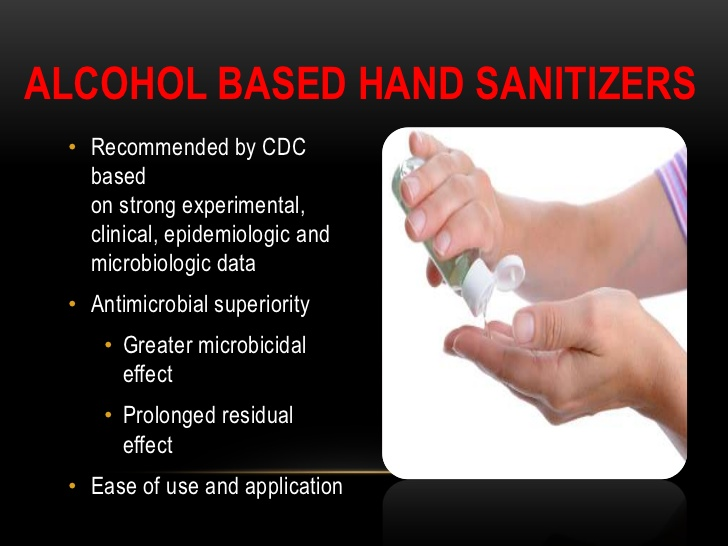 ALCOHOL BASED HAND SANITIZERS
• Recommended by CDC
based
on strong experimental,
clinical, epidemiologic and
microbiologic data
• Antimicrobial superiority
• Greater microbicidal
effect
• Prolonged residual
effect
• Ease of use and application